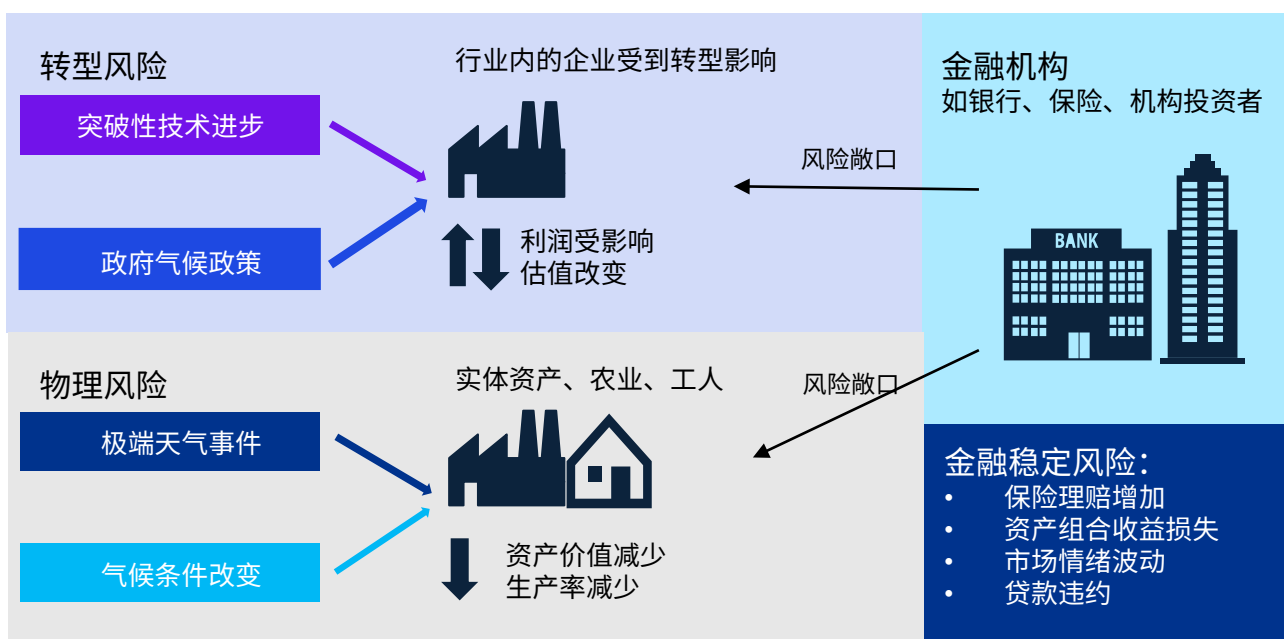 转型风险
突破性技术进步
政府气候政策
行业内的企业受到转型影响
利润受影响
估值改变
风险敞口
金融机构
如银行、保险、机构投资者
BANK
物理风险
极端天气事件
气候条件改变
实体资产、农业、工人
资产价值减少
生产率减少
风险敞口
金融稳定风险：
• 保险理赔增加
• 资产组合收益损失
• 市场情绪波动
• 贷款违约